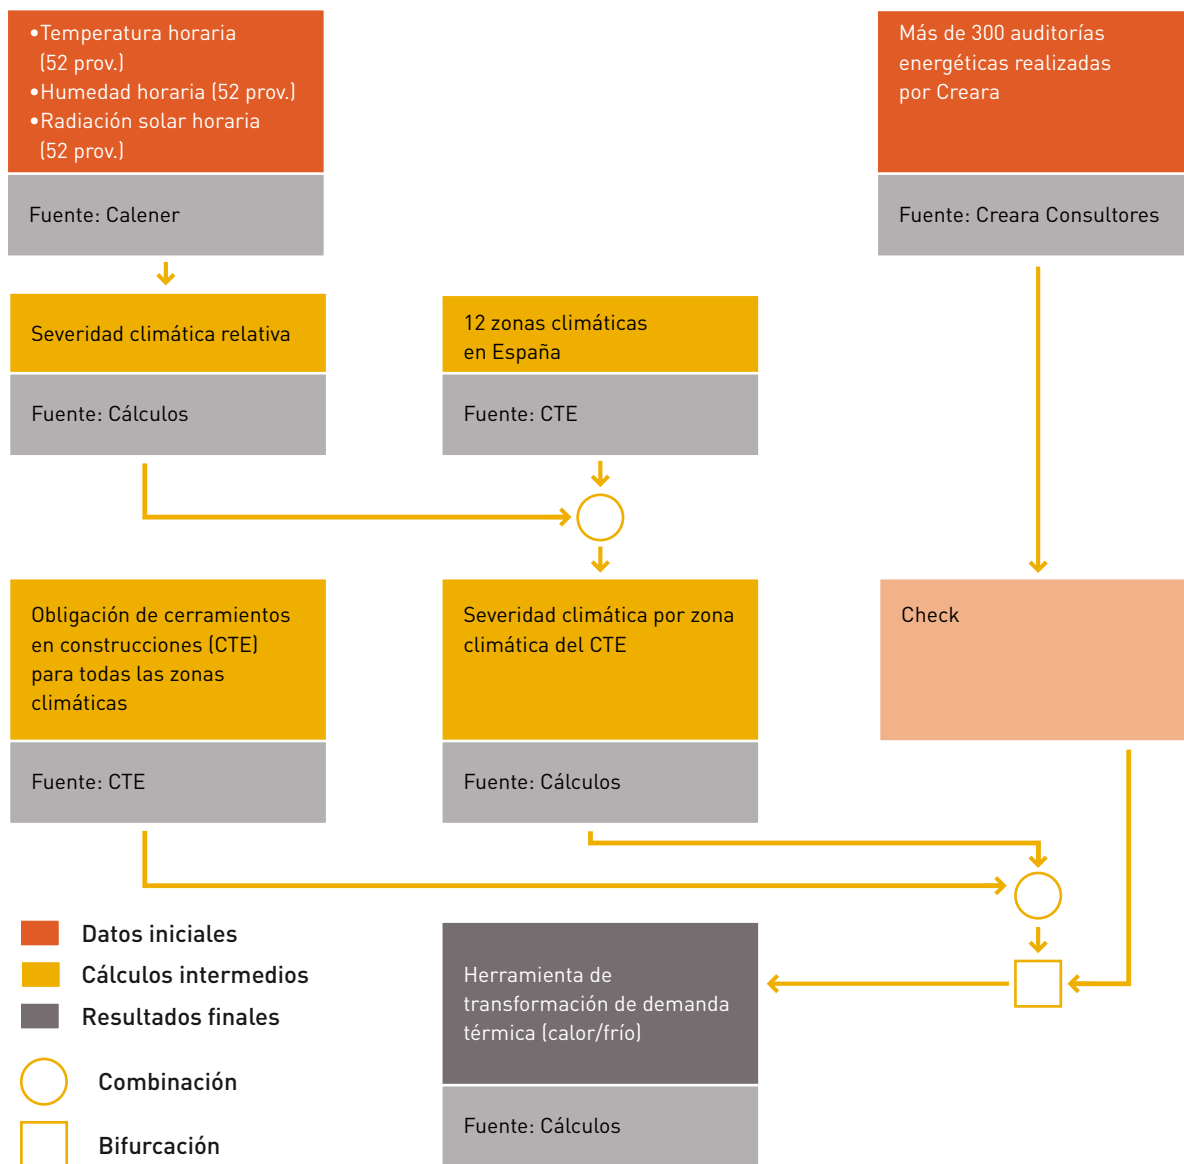 •Temperatura horaria
(52 prov.)
•Humedad horaria (52 prov.)
•Radiación solar horaria
(52 prov.)
Fuente: Calener
Más de 300 auditorías
energéticas realizadas
por Creara
Fuente: Creara Consultores
Severidad climática relativa
Fuente: Cálculos
12 zonas climáticas
en España
Fuente: CTE
Obligación de cerramientos
en construcciones (CTE)
para todas las zonas
climáticas
Fuente: CTE
Severidad climática por zona
climática del CTE
Fuente: Cálculos
Check
Datos iniciales
Cálculos intermedios
Resultados finales
Combinación
Bifurcación
Herramienta de
transformación de demanda
térmica (calor/frío)
Fuente: Cálculos